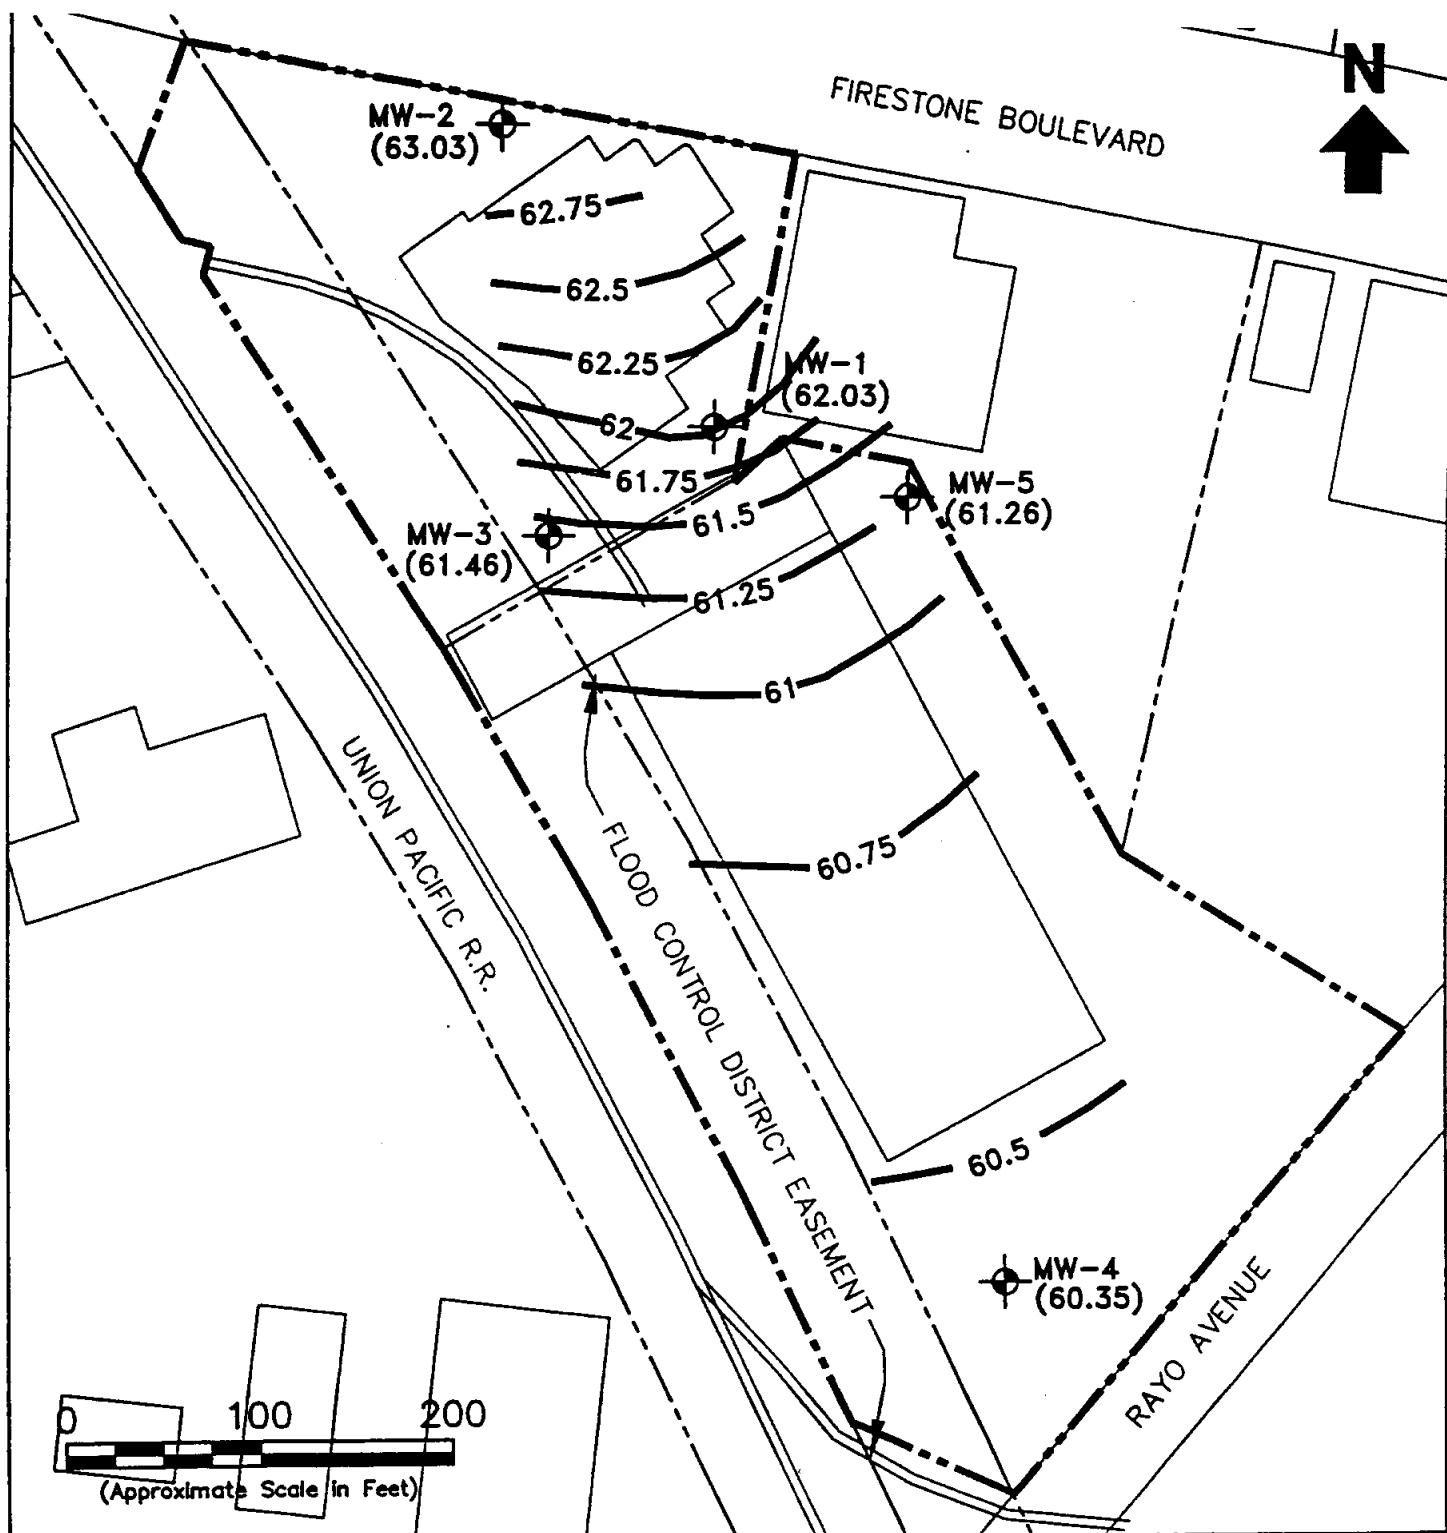 N
FIRESTONE BOULEVARD
MW-2
(63.03)
62.75
62.5
62.25
MW-1
(62.03)
62
61.75
MW-5
(61.26)
61.5
MW-3
(61.46)
61.25
61
UNION PACIFIC R.R.
60.75
FLOOD CONTROL DISTRICT EASEMENT
60.5
MW-4
(60.35)
RAYO AVENUE
0 100 200
(Approximate Scale in Feet)